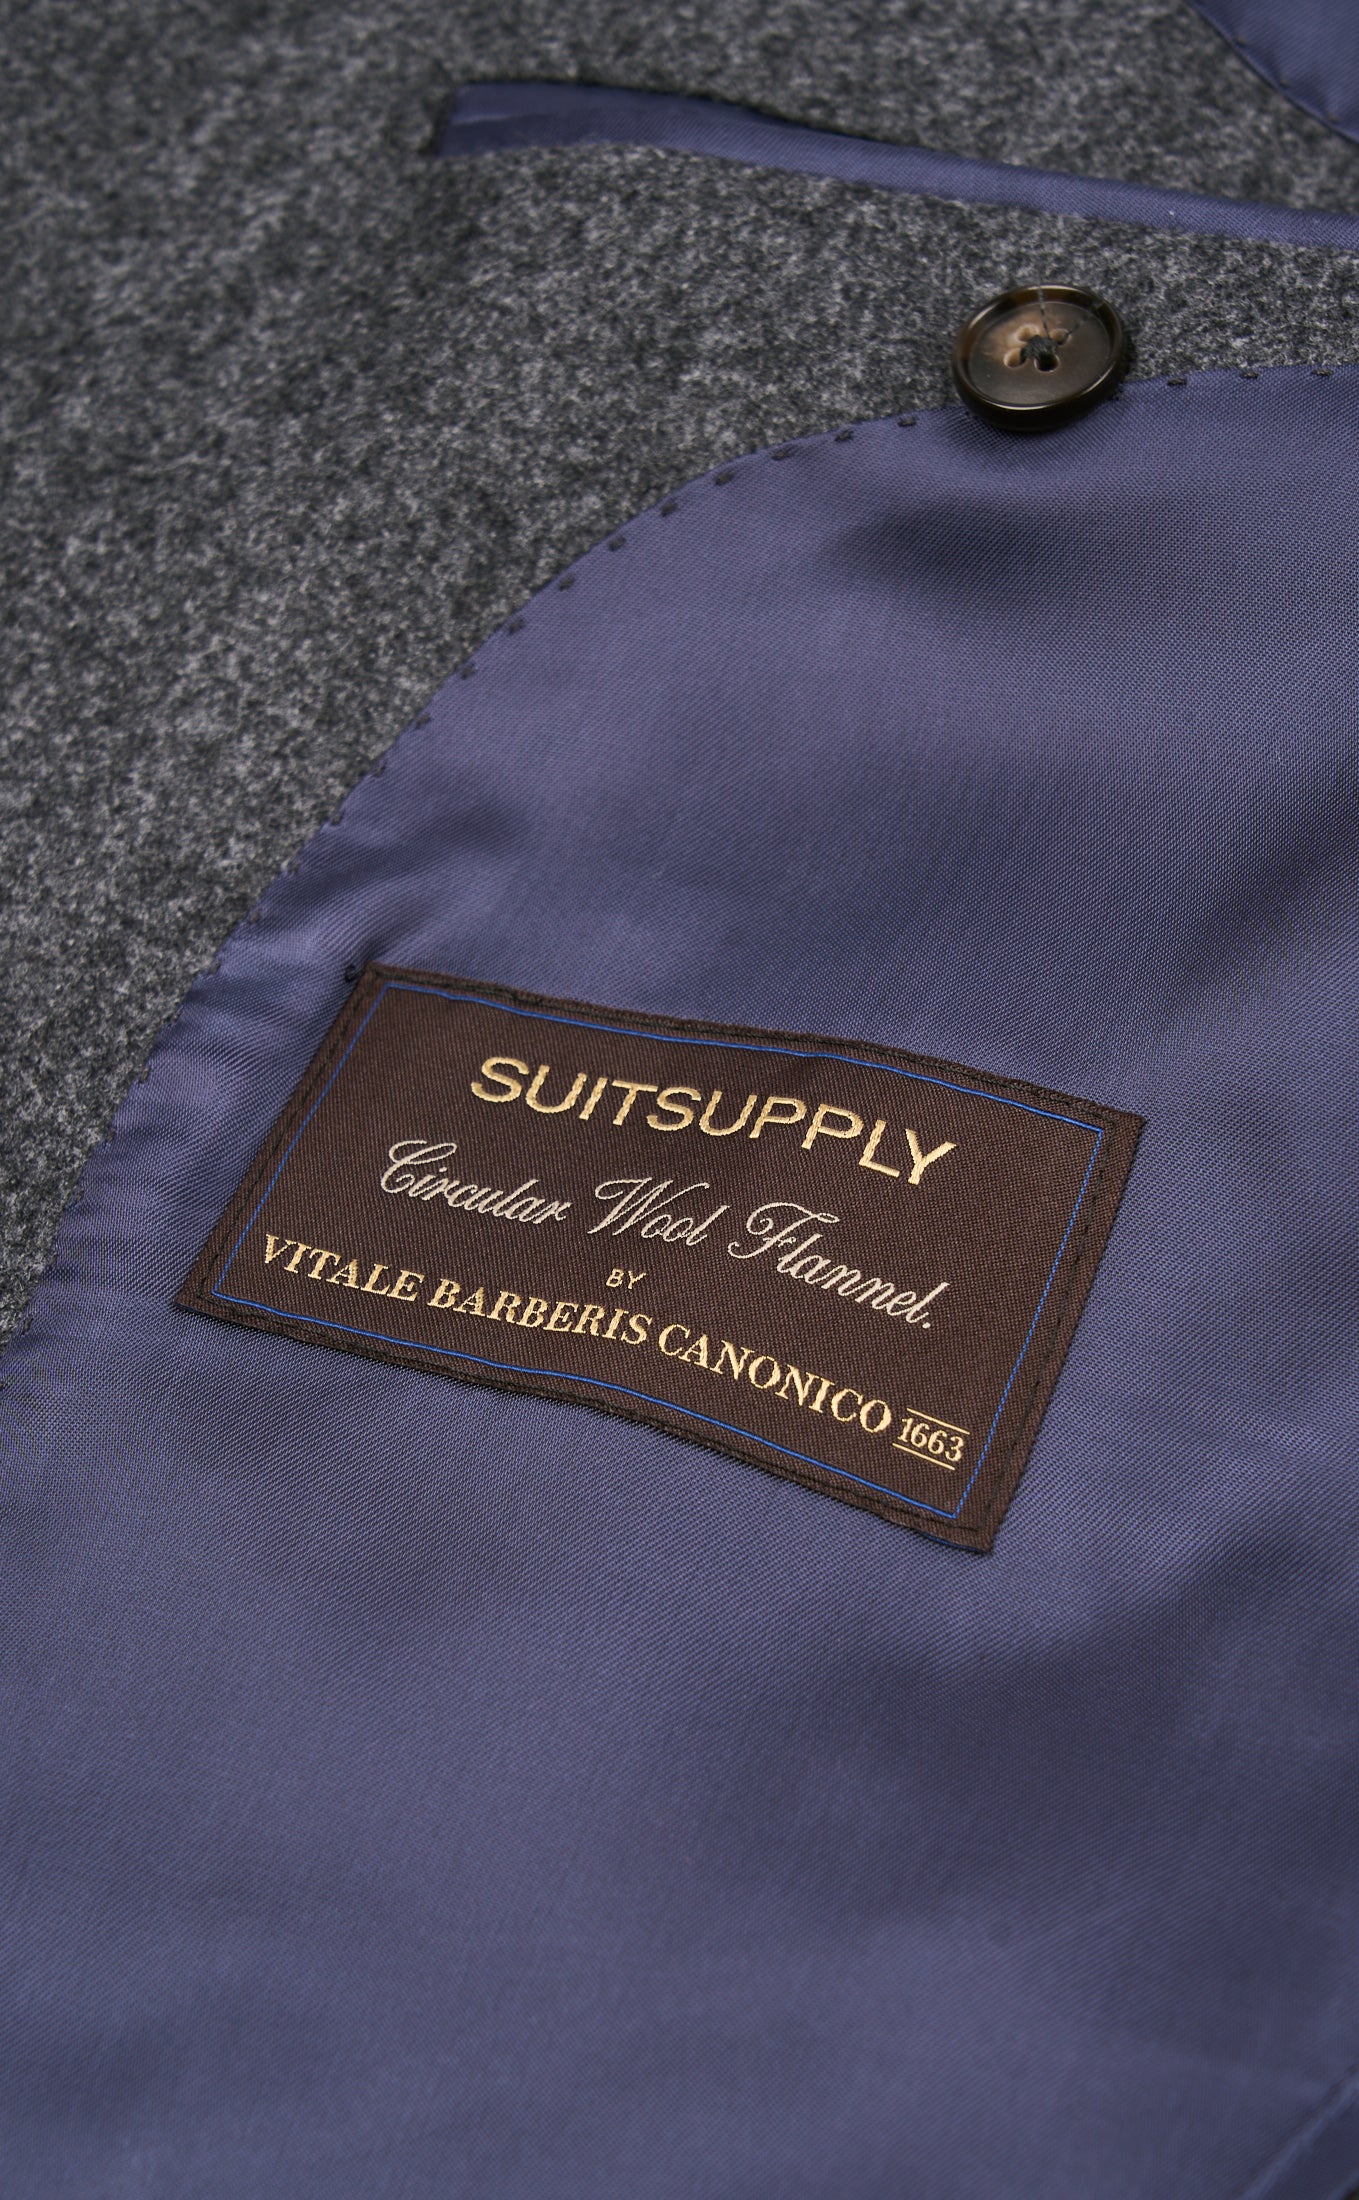 SUITSUPPLY
Circular Wool Flannel.
BY
VITALE BARBERIS CANONICO 1663